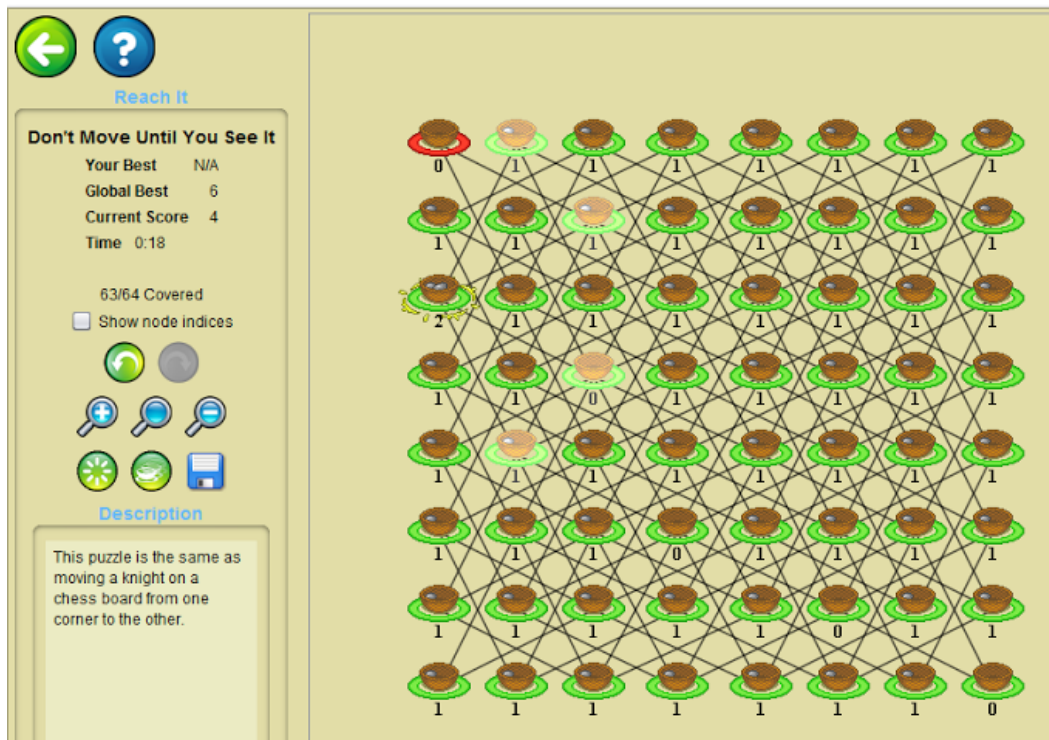 ?
Reach It
Don't Move Until You See It
Your Best N/A
Global Best 6
Current Score 4
Time 0:18
63/64 Covered
Show node indices
Description
This puzzle is the same as
moving a knight on a
chess board from one
corner to the other.
0 1 1 1 1 1 1 1
1 1 1 1 1 1 1 1
2 1 1 1 1 1 1 1
1 1 0 1 1 1 1 1
1 1 1 1 1 1 1 1
1 1 1 0 1 1 1 1
1 1 1 1 1 0 1 1
1 1 1 1 1 1 1 0